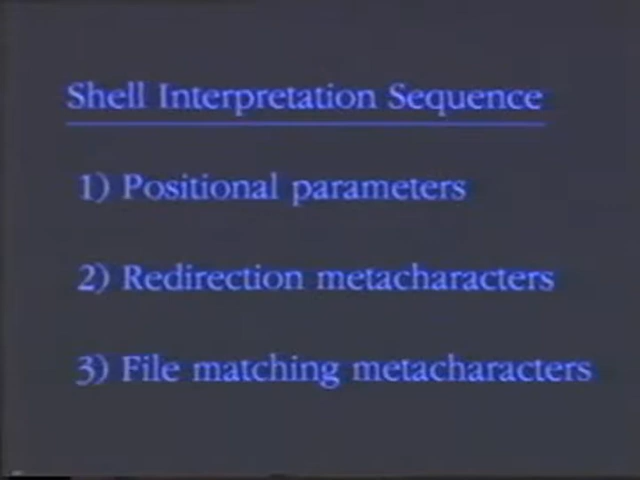 Shell Interpretation Sequence
1) Positional parameters
2) Redirection metacharacters
3) File matching metacharacters